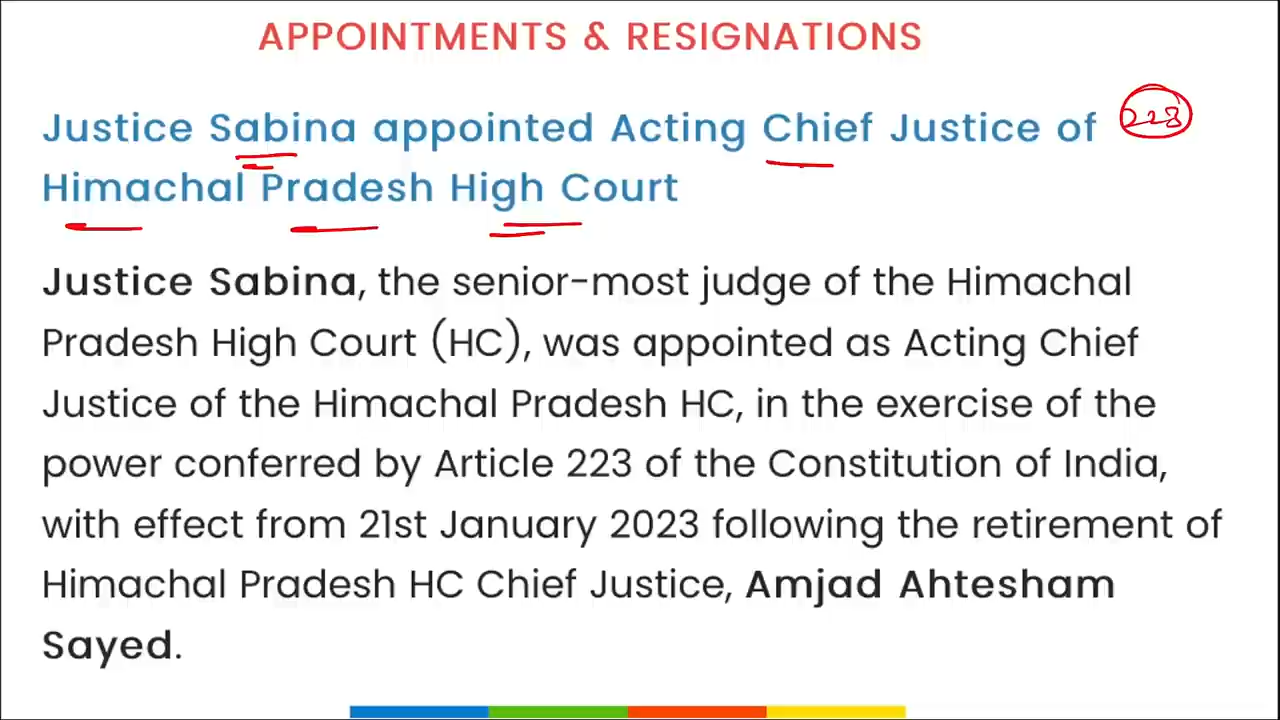 APPOINTMENTS & RESIGNATIONS
Justice Sabina appointed Acting Chief Justice of 228
Himachal Pradesh High Court
Justice Sabina, the senior-most judge of the Himachal
Pradesh High Court (HC), was appointed as Acting Chief
Justice of the Himachal Pradesh HC, in the exercise of the
power conferred by Article 223 of the Constitution of India,
with effect from 21st January 2023 following the retirement of
Himachal Pradesh HC Chief Justice, Amjad Ahtesham
Sayed.